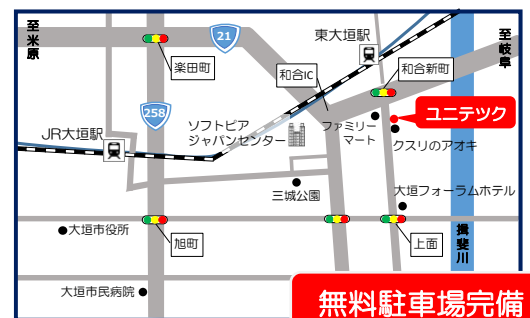 至米原
東大垣駅
至岐阜
21
楽田町
和合IC
和合新町
258
ユニテツク
ソフトピア
ジャパンセンター
ファミリー
マート
クスリのアオキ
JR大垣駅
三城公園
大垣フォーラムホテル
大垣市役所
旭町
上面
揖斐川
大垣市民病院
無料駐車場完備